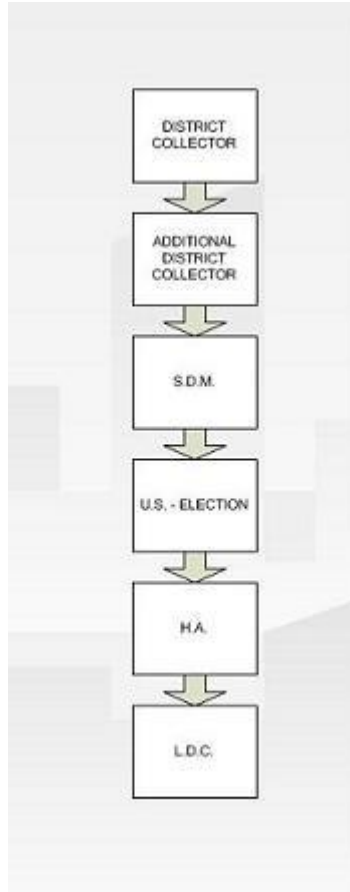 DISTRICT
COLLECTOR
ADDITIONAL
DISTRICT
COLLECTOR
S.D.M.
U.S. - ELECTION
H.A.
L.D.C.